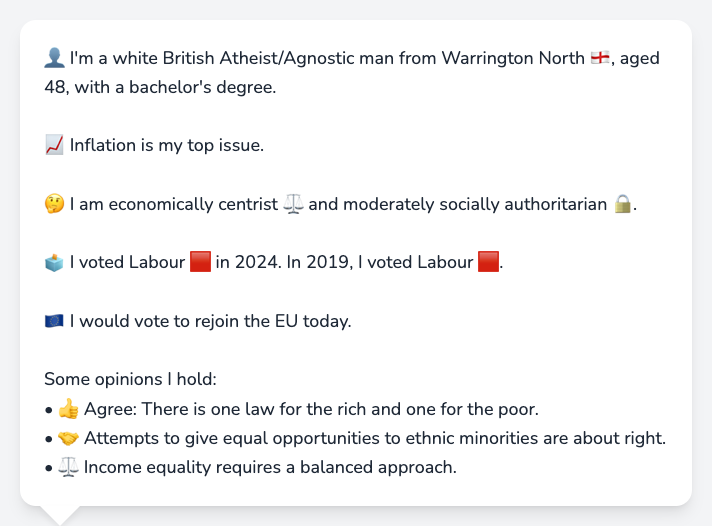 👤 I'm a white British Atheist/Agnostic man from Warrington North 🏴󠁧󠁢󠁥󠁮󠁧󠁿, aged
48, with a bachelor's degree.
📈 Inflation is my top issue.
🤔 I am economically centrist ⚖️ and moderately socially authoritarian 🔒.
🗳️ I voted Labour 🟥 in 2024. In 2019, I voted Labour 🟥.
🇪🇺 I would vote to rejoin the EU today.
Some opinions I hold:
• 👍 Agree: There is one law for the rich and one for the poor.
• 🤝 Attempts to give equal opportunities to ethnic minorities are about right.
• ⚖️ Income equality requires a balanced approach.